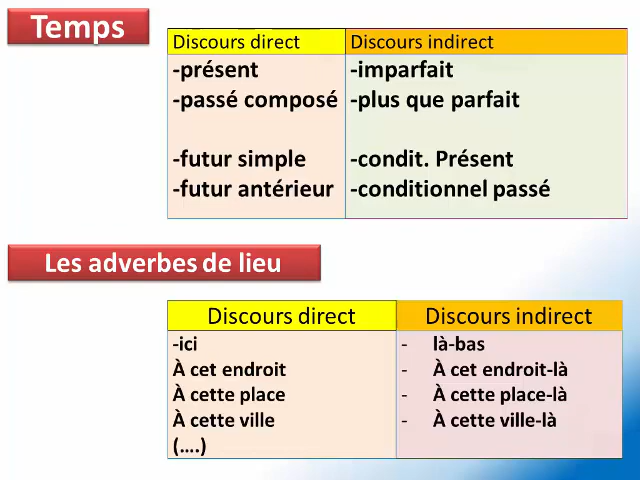 Temps
Discours direct Discours indirect
-présent -imparfait
-passé composé -plus que parfait
-futur simple -condit. Présent
-futur antérieur -conditionnel passé
Les adverbes de lieu
Discours direct Discours indirect
-ici - là-bas
À cet endroit - À cet endroit-là
À cette place - À cette place-là
À cette ville - À cette ville-là
(....)